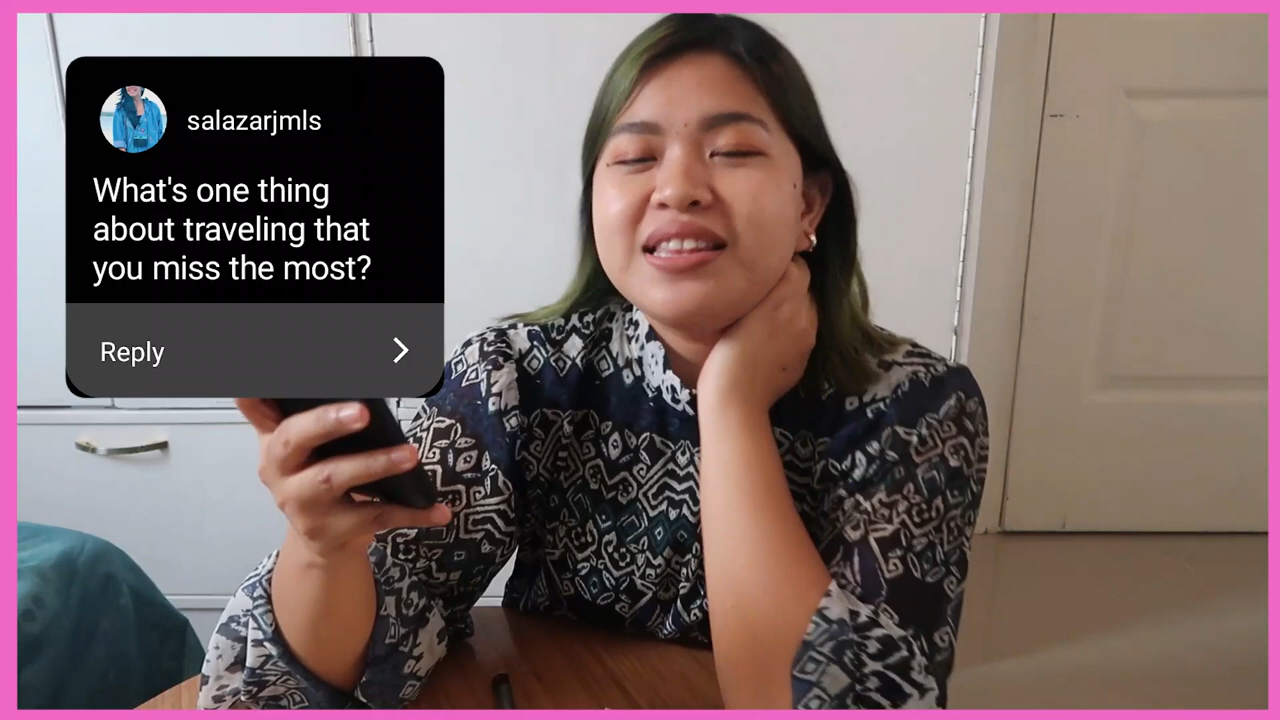 salazarjmls
What's one thing
about traveling that
you miss the most?
Reply